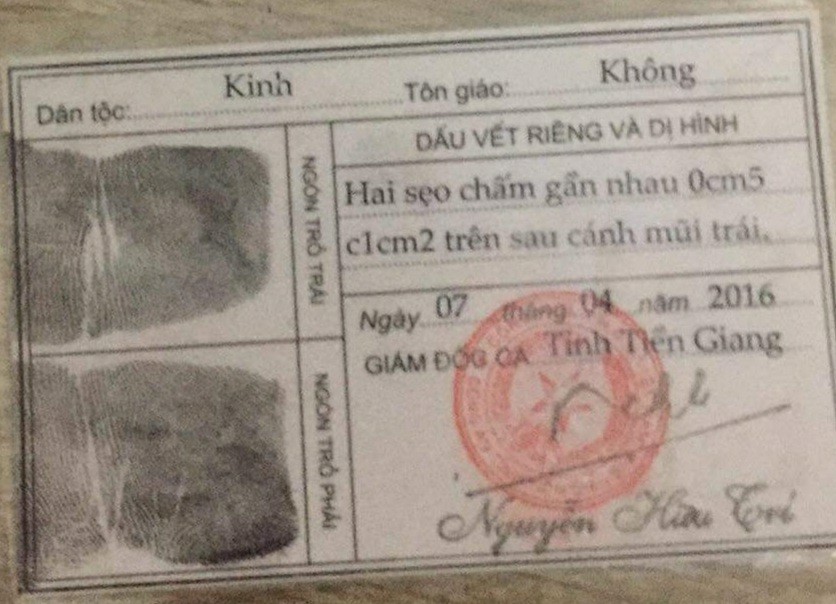 Dân tộc: Kinh Tôn giáo: Không
NGÓN TRỎ TRÁI
DẤU VẾT RIÊNG VÀ DỊ HÌNH
Hai sẹo chấm gần nhau 0cm5
c1cm2 trên sau cánh mũi trái.
Ngày 07 tháng 04 năm 2016
GIÁM ĐỐC CA Tỉnh Tiền Giang
NGÓN TRỎ PHẢI
Nguyễn Hữu Trí